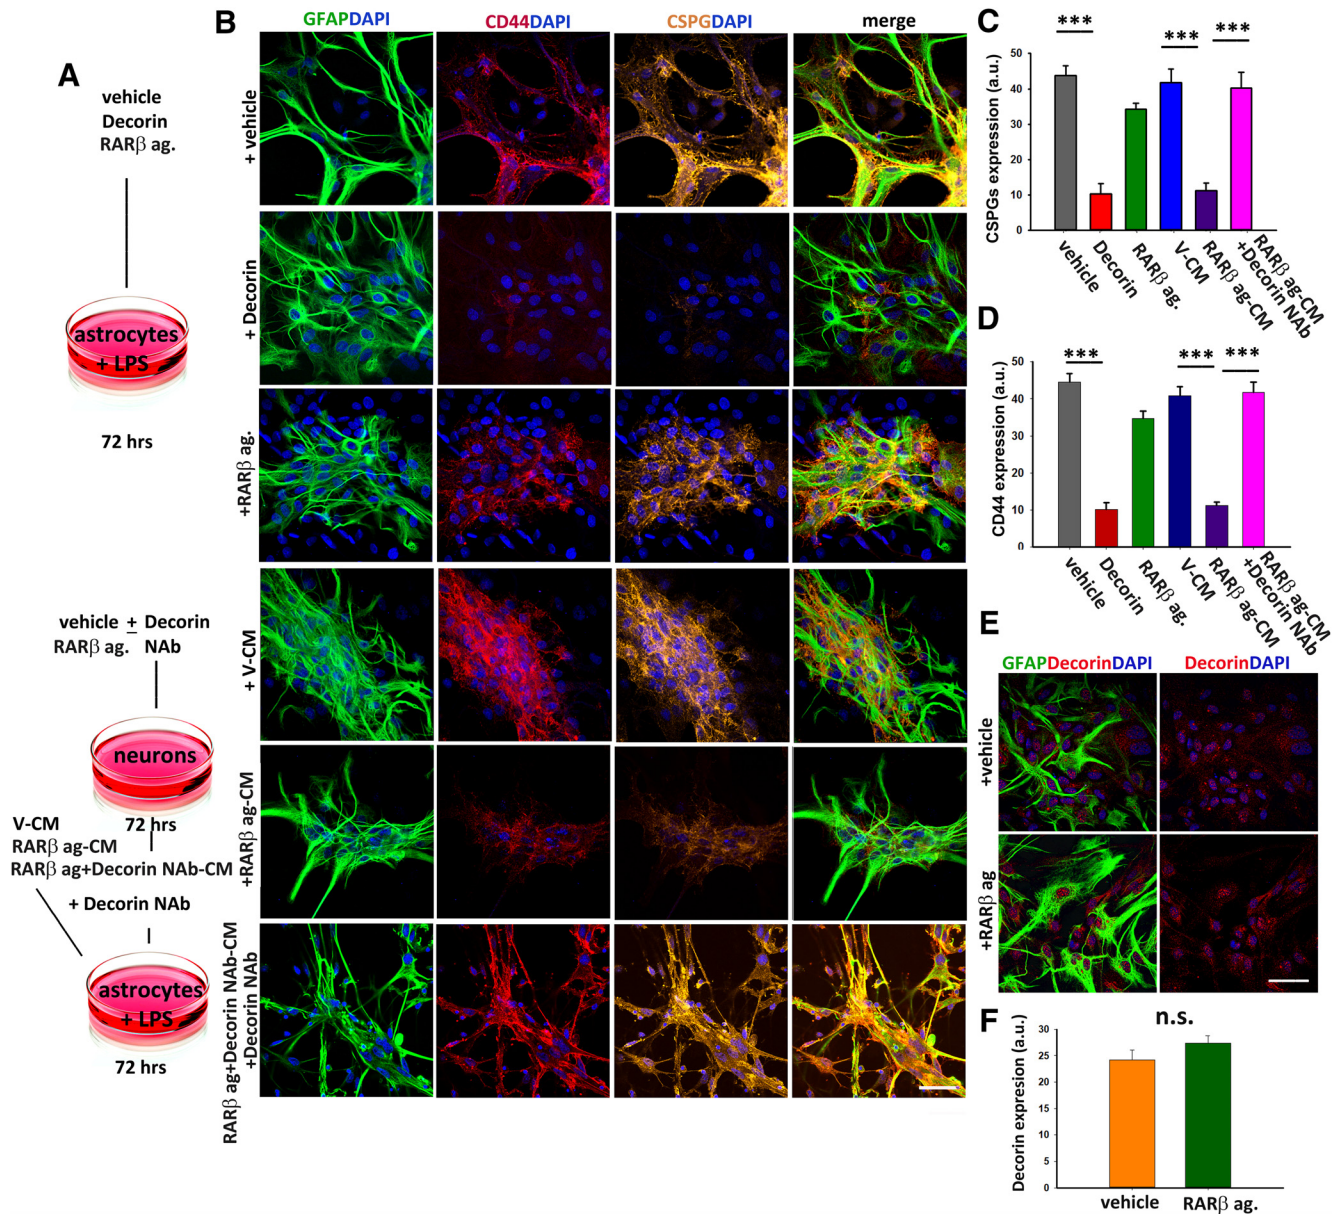 A
vehicle
Decorin
RARβ ag.
astrocytes
+ LPS
72 hrs
vehicle + Decorin
RARβ ag. - NAb
neurons
72 hrs
V-CM
RARβ ag-CM
RARβ ag+Decorin NAb-CM
+ Decorin NAb
astrocytes
+ LPS
72 hrs
B
GFAPDAPI
CD44DAPI
CSPGDAPI
merge
+ vehicle
+ Decorin
+RARβ ag.
+ V-CM
+RARβ ag-CM
RARβ ag+Decorin NAb-CM
+Decorin NAb
C
***
***
***
CSPGs expression (a.u.)
50
40
30
20
10
0
vehicle
Decorin
RARβ ag.
V-CM
RARβ ag-CM
RARβ ag-CM
+Decorin NAb
D
***
***
***
CD44 expression (a.u.)
50
40
30
20
10
0
vehicle
Decorin
RARβ ag.
V-CM
RARβ ag-CM
RARβ ag-CM
+Decorin NAb
E
GFAPDecorinDAPI
DecorinDAPI
+vehicle
+RARβ ag
F
n.s.
Decorin expresion (a.u.)
30
25
15
15
10
5
0
vehicle
RARβ ag.